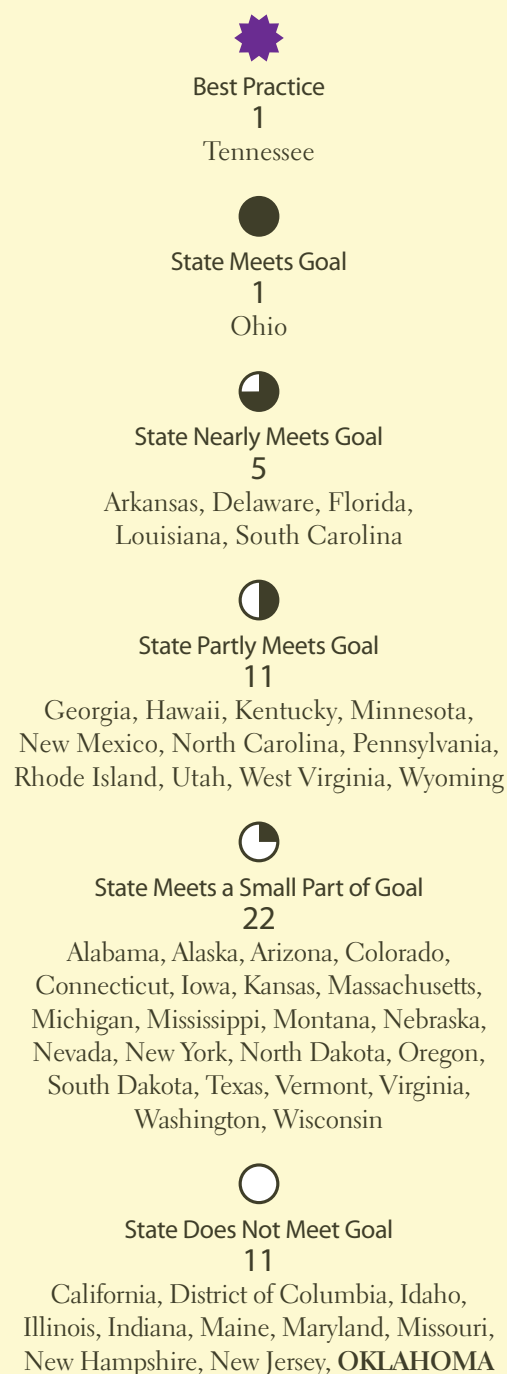 Best Practice
1
Tennessee
State Meets Goal
1
Ohio
State Nearly Meets Goal
5
Arkansas, Delaware, Florida,
Louisiana, South Carolina
State Partly Meets Goal
11
Georgia, Hawaii, Kentucky, Minnesota,
New Mexico, North Carolina, Pennsylvania,
Rhode Island, Utah, West Virginia, Wyoming
State Meets a Small Part of Goal
22
Alabama, Alaska, Arizona, Colorado,
Connecticut, Iowa, Kansas, Massachusetts,
Michigan, Mississippi, Montana, Nebraska,
Nevada, New York, North Dakota, Oregon,
South Dakota, Texas, Vermont, Virginia,
Washington, Wisconsin
State Does Not Meet Goal
11
California, District of Columbia, Idaho,
Illinois, Indiana, Maine, Maryland, Missouri,
New Hampshire, New Jersey, OKLAHOMA